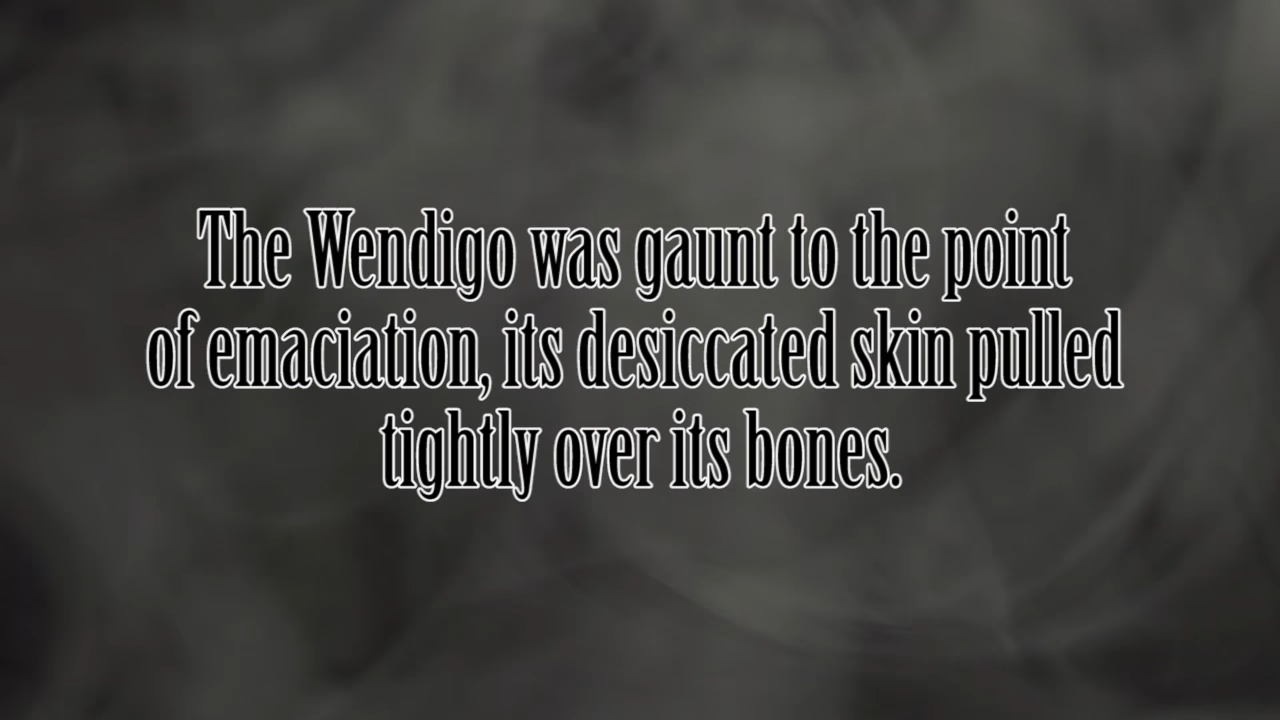 The Wendigo was gaunt to the point
of emaciation, its desiccated skin pulled
tightly over its bones.